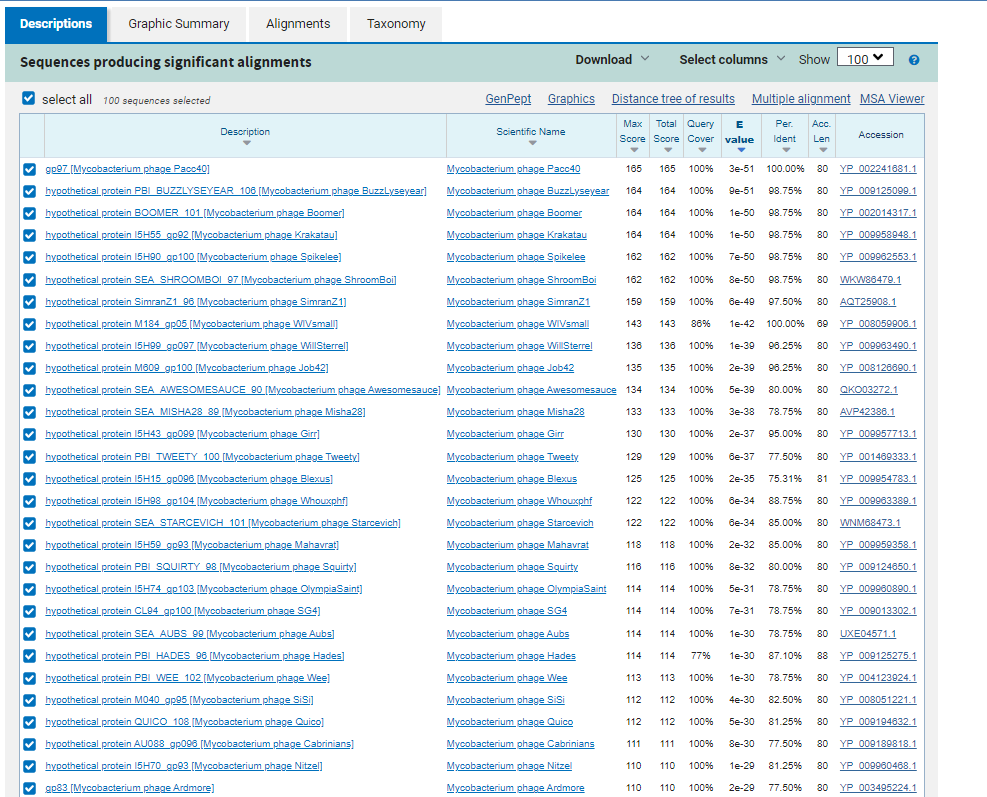 Descriptions Graphic Summary Alignments Taxonomy
Sequences producing significant alignments Download Select columns Show 100 ?
select all 100 sequences selected GenPept Graphics Distance tree of results Multiple alignment MSA Viewer
Description Scientific Name Max Score Total Score Query Cover E value Per. Ident Acc. Len Accession
gp97 [Mycobacterium phage Pacc40] Mycobacterium phage Pacc40 165 165 100% 3e-51 100.00% 80 YP_002241681.1
hypothetical protein PBI_BUZZLYSEYEAR_106 [Mycobacterium phage BuzzLyseyear] Mycobacterium phage BuzzLyseyear 164 164 100% 9e-51 98.75% 80 YP_009125099.1
hypothetical protein BOOMER_101 [Mycobacterium phage Boomer] Mycobacterium phage Boomer 164 164 100% 1e-50 98.75% 80 YP_002014317.1
hypothetical protein I5H55_gp92 [Mycobacterium phage Krakatau] Mycobacterium phage Krakatau 164 164 100% 1e-50 98.75% 80 YP_009958948.1
hypothetical protein I5H90_gp100 [Mycobacterium phage Spikelee] Mycobacterium phage Spikelee 162 162 100% 7e-50 98.75% 80 YP_009962553.1
hypothetical protein SEA_SHROOMBOI_97 [Mycobacterium phage ShroomBoi] Mycobacterium phage ShroomBoi 162 162 100% 8e-50 98.75% 80 WKW86479.1
hypothetical protein SimranZ1_96 [Mycobacterium phage SimranZ1] Mycobacterium phage SimranZ1 159 159 100% 6e-49 97.50% 80 AQT25908.1
hypothetical protein M184_gp05 [Mycobacterium phage WIVsmall] Mycobacterium phage WIVsmall 143 143 86% 1e-42 100.00% 69 YP_008059906.1
hypothetical protein I5H99_gp097 [Mycobacterium phage WillSterrel] Mycobacterium phage WillSterrel 136 136 100% 1e-39 96.25% 80 YP_009963490.1
hypothetical protein M609_gp100 [Mycobacterium phage Job42] Mycobacterium phage Job42 135 135 100% 2e-39 96.25% 80 YP_008126690.1
hypothetical protein SEA_AWESOMESAUCE_90 [Mycobacterium phage Awesomesauce] Mycobacterium phage Awesomesauce 134 134 100% 5e-39 80.00% 80 QKO03272.1
hypothetical protein SEA_MISHA28_89 [Mycobacterium phage Misha28] Mycobacterium phage Misha28 133 133 100% 3e-38 78.75% 80 AVP42386.1
hypothetical protein I5H43_gp099 [Mycobacterium phage Girr] Mycobacterium phage Girr 130 130 100% 2e-37 95.00% 80 YP_009957713.1
hypothetical protein PBI_TWEETY_100 [Mycobacterium phage Tweety] Mycobacterium phage Tweety 129 129 100% 6e-37 77.50% 80 YP_001469333.1
hypothetical protein I5H15_gp096 [Mycobacterium phage Blexus] Mycobacterium phage Blexus 125 125 100% 2e-35 75.31% 81 YP_009954783.1
hypothetical protein I5H98_gp104 [Mycobacterium phage Whouxphf] Mycobacterium phage Whouxphf 122 122 100% 6e-34 88.75% 80 YP_009963389.1
hypothetical protein SEA_STARCEVICH_101 [Mycobacterium phage Starcevich] Mycobacterium phage Starcevich 122 122 100% 6e-34 85.00% 80 WNM68473.1
hypothetical protein I5H59_gp93 [Mycobacterium phage Mahavrat] Mycobacterium phage Mahavrat 118 118 100% 2e-32 85.00% 80 YP_009959358.1
hypothetical protein PBI_SQUIRTY_98 [Mycobacterium phage Squirty] Mycobacterium phage Squirty 116 116 100% 8e-32 80.00% 80 YP_009124650.1
hypothetical protein I5H74_gp103 [Mycobacterium phage OlympiaSaint] Mycobacterium phage OlympiaSaint 114 114 100% 5e-31 78.75% 80 YP_009960890.1
hypothetical protein CL94_gp100 [Mycobacterium phage SG4] Mycobacterium phage SG4 114 114 100% 7e-31 78.75% 80 YP_009013302.1
hypothetical protein SEA_AUBS_99 [Mycobacterium phage Aubs] Mycobacterium phage Aubs 114 114 100% 1e-30 78.75% 80 UXE04571.1
hypothetical protein PBI_HADES_96 [Mycobacterium phage Hades] Mycobacterium phage Hades 114 114 77% 1e-30 87.10% 88 YP_009125275.1
hypothetical protein PBI_WEE_102 [Mycobacterium phage Wee] Mycobacterium phage Wee 113 113 100% 1e-30 78.75% 80 YP_004123924.1
hypothetical protein M040_gp95 [Mycobacterium phage SiSi] Mycobacterium phage SiSi 112 112 100% 4e-30 82.50% 80 YP_008051221.1
hypothetical protein QUICO_108 [Mycobacterium phage Quico] Mycobacterium phage Quico 112 112 100% 5e-30 81.25% 80 YP_009194632.1
hypothetical protein AU088_gp096 [Mycobacterium phage Cabrinians] Mycobacterium phage Cabrinians 111 111 100% 8e-30 77.50% 80 YP_009189818.1
hypothetical protein I5H70_gp93 [Mycobacterium phage Nitzel] Mycobacterium phage Nitzel 110 110 100% 1e-29 81.25% 80 YP_009960468.1
gp83 [Mycobacterium phage Ardmore] Mycobacterium phage Ardmore 110 110 100% 2e-29 77.50% 80 YP_003495224.1